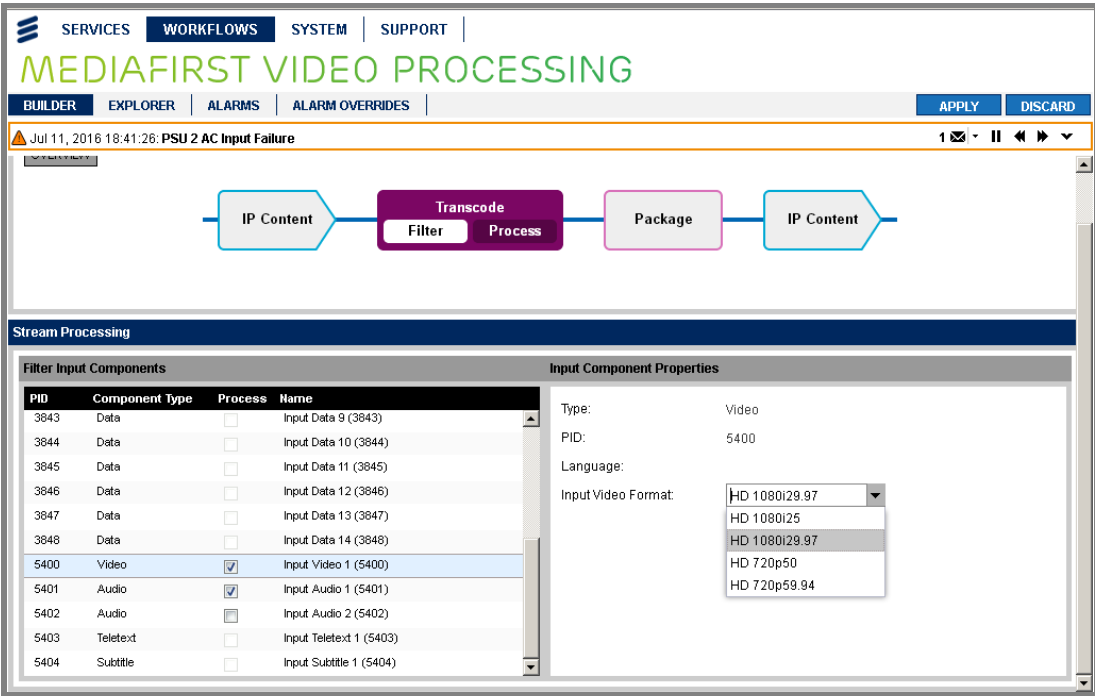 SERVICES WORKFLOWS SYSTEM SUPPORT
MEDIAFIRST VIDEO PROCESSING
BUILDER EXPLORER ALARMS ALARM OVERRIDES APPLY DISCARD
Jul 11, 2016 18:41:26: PSU 2 AC Input Failure 1
OVERVIEW
IP Content Transcode Filter Process Package IP Content
Stream Processing
Filter Input Components
PID Component Type Process Name
3843 Data Input Data 9 (3843)
3844 Data Input Data 10 (3844)
3845 Data Input Data 11 (3845)
3846 Data Input Data 12 (3846)
3847 Data Input Data 13 (3847)
3848 Data Input Data 14 (3848)
5400 Video Input Video 1 (5400)
5401 Audio Input Audio 1 (5401)
5402 Audio Input Audio 2 (5402)
5403 Teletext Input Teletext 1 (5403)
5404 Subtitle Input Subtitle 1 (5404)
Input Component Properties
Type: Video
PID: 5400
Language:
Input Video Format: HD 1080i29.97
HD 1080i25
HD 1080i29.97
HD 720p50
HD 720p59.94